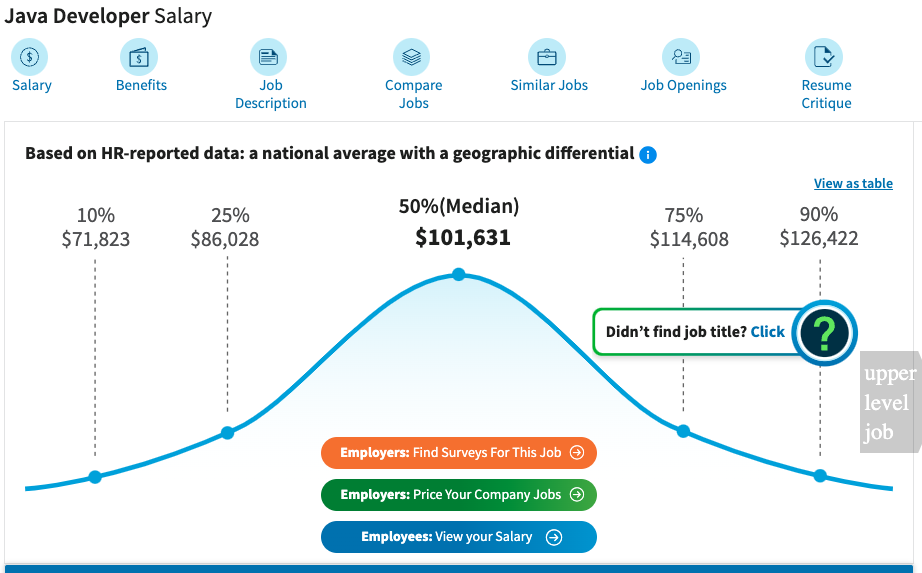 Java Developer Salary
Salary
Benefits
Job
Description
Compare
Jobs
Similar Jobs
Job Openings
Resume
Critique
Based on HR-reported data: a national average with a geographic differential
i
View as table
10%
$71,823
25%
$86,028
50%(Median)
$101,631
75%
$114,608
90%
$126,422
Didn’t find job title? Click
?
upper
level
job
Employers: Find Surveys For This Job
Employers: Price Your Company Jobs
Employees: View your Salary